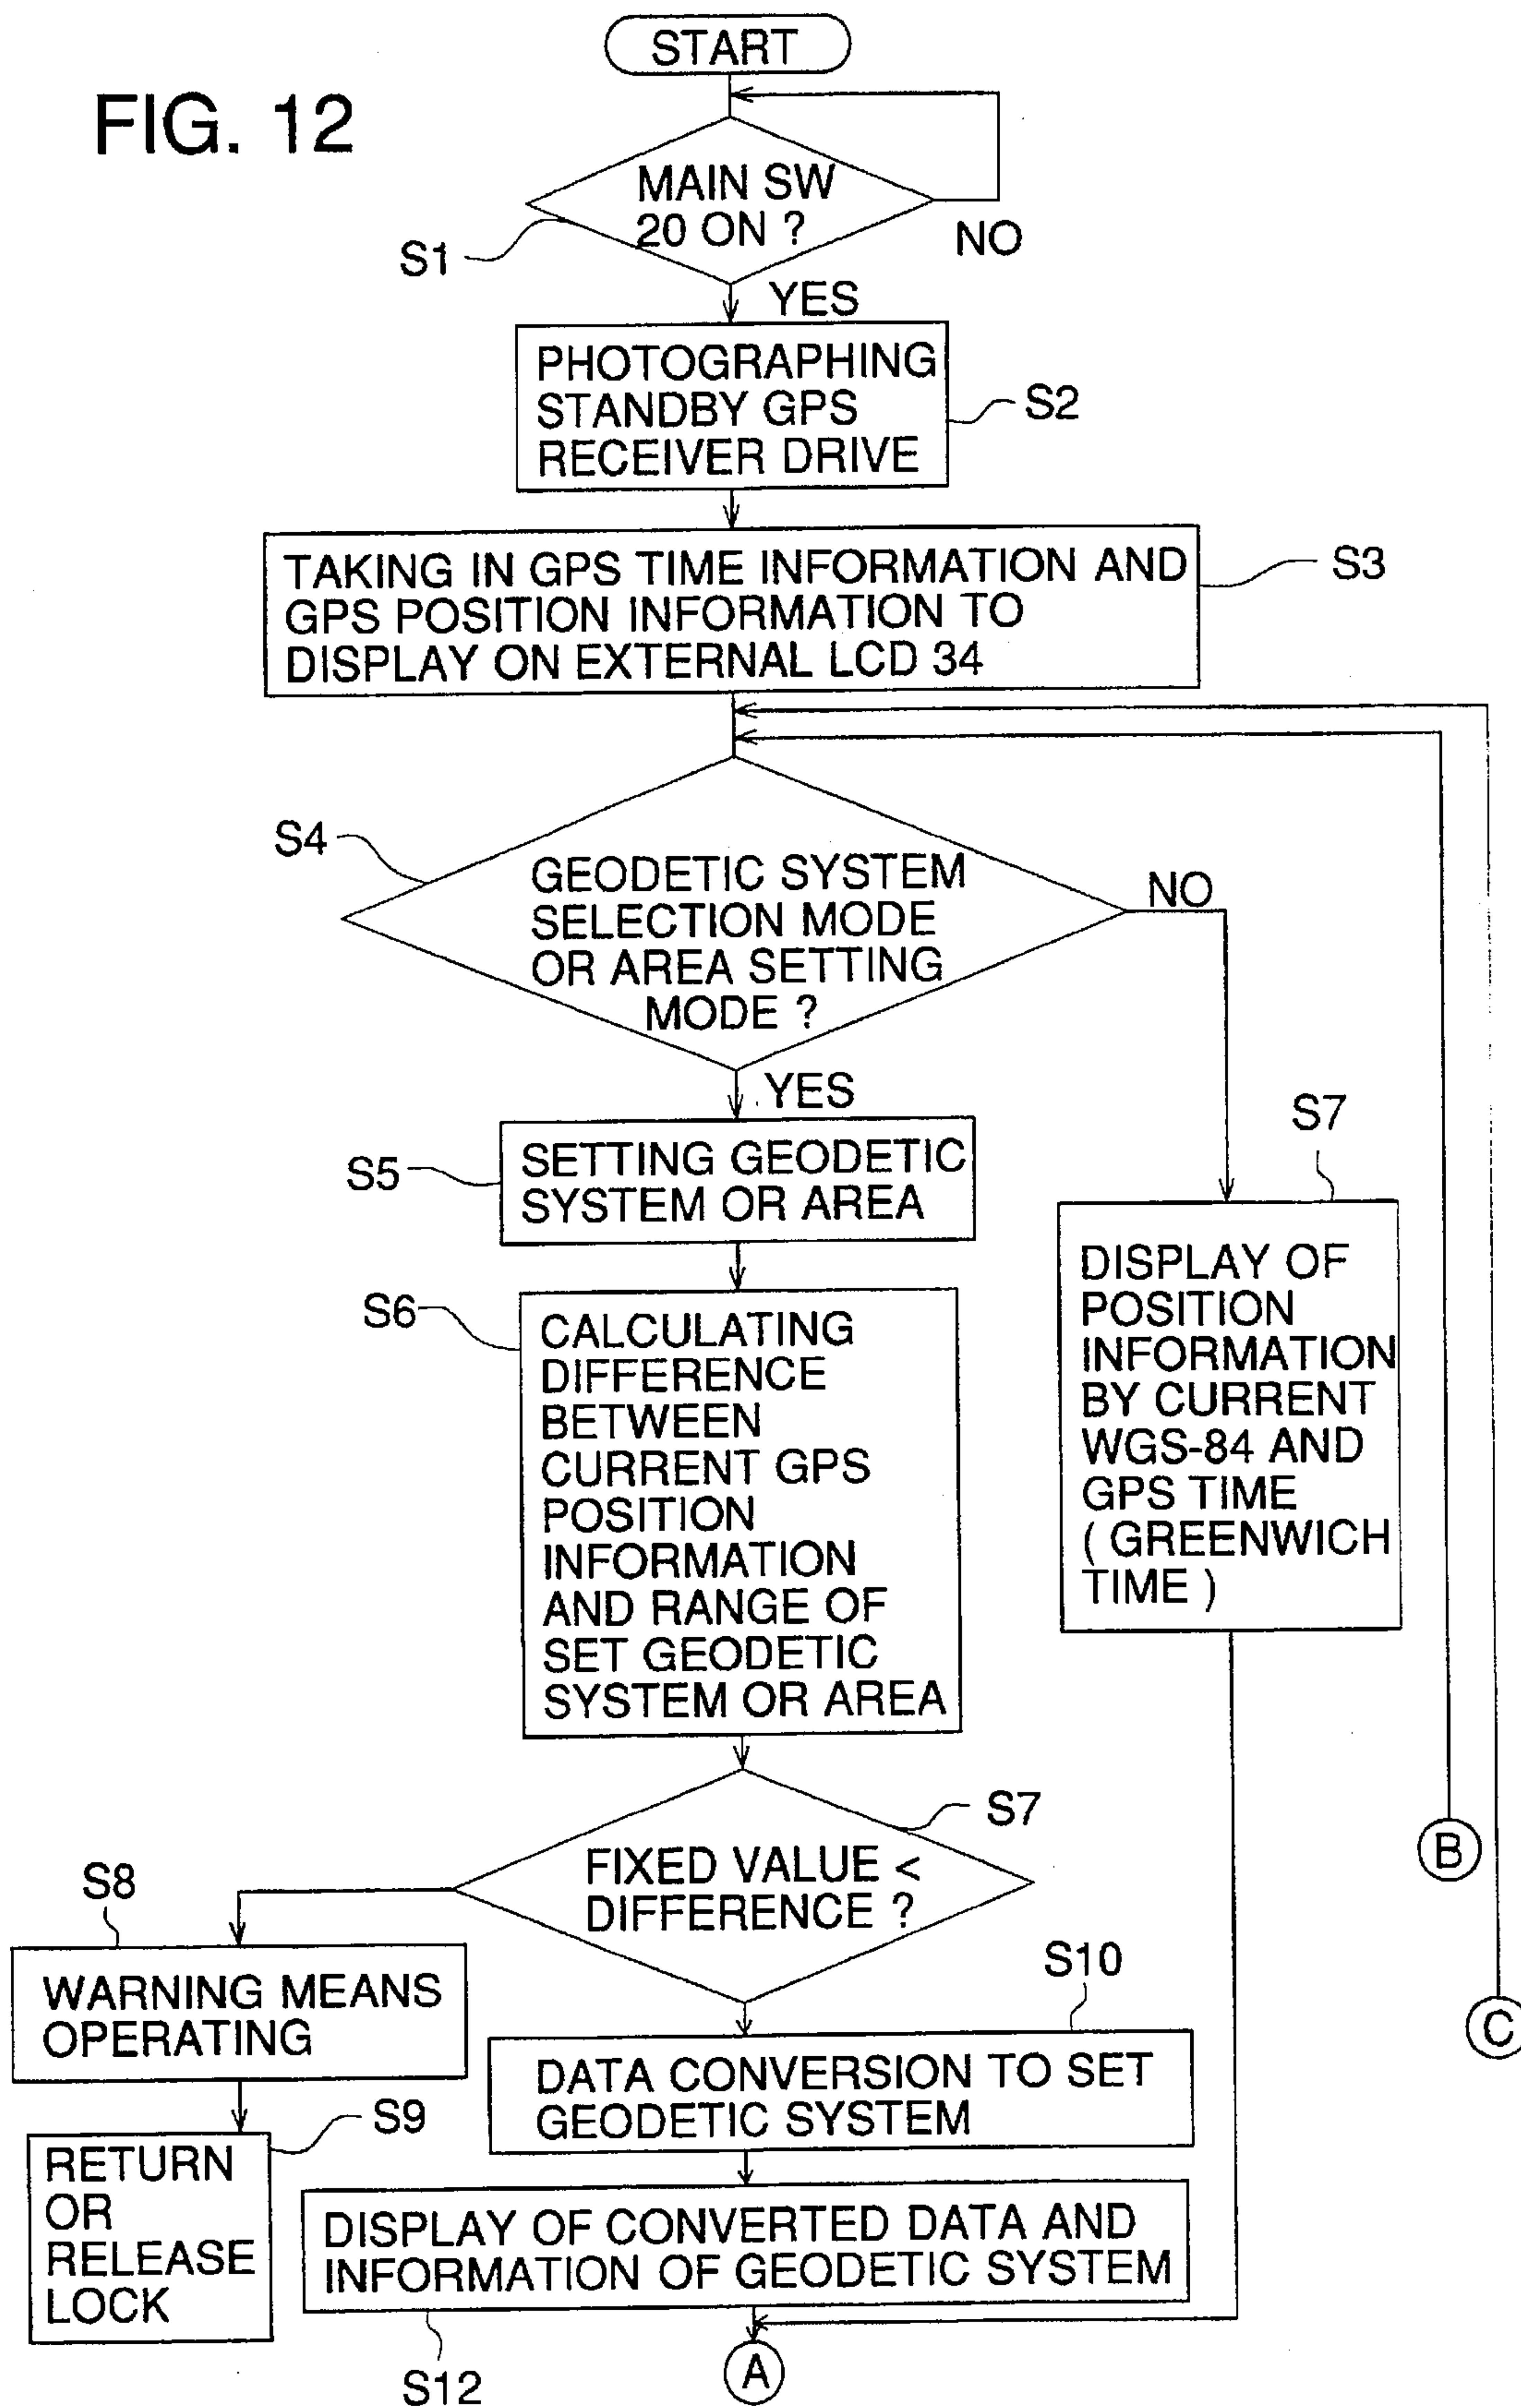 START
FIG. 12
MAIN SW
20 ON ?
S1
NO
YES
PHOTOGRAPHING
STANDBY GPS
RECEIVER DRIVE
S2
TAKING IN GPS TIME INFORMATION AND
GPS POSITION INFORMATION TO
DISPLAY ON EXTERNAL LCD 34
S3
S4
GEODETIC SYSTEM
SELECTION MODE
OR AREA SETTING
MODE ?
NO
YES
S5
SETTING GEODETIC
SYSTEM OR AREA
S7
DISPLAY OF
POSITION
INFORMATION
BY CURRENT
WGS-84 AND
GPS TIME
( GREENWICH
TIME )
S6
CALCULATING
DIFFERENCE
BETWEEN
CURRENT GPS
POSITION
INFORMATION
AND RANGE OF
SET GEODETIC
SYSTEM OR AREA
S7
FIXED VALUE <
DIFFERENCE ?
B
S8
WARNING MEANS
OPERATING
S10
C
DATA CONVERSION TO SET
GEODETIC SYSTEM
S9
RETURN
OR
RELEASE
LOCK
DISPLAY OF CONVERTED DATA AND
INFORMATION OF GEODETIC SYSTEM
S12
A